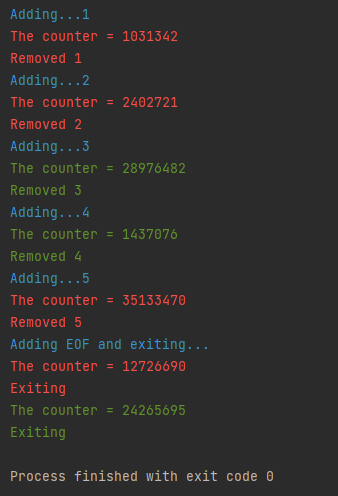 Adding...1
The counter = 1031342
Removed 1
Adding...2
The counter = 2402721
Removed 2
Adding...3
The counter = 28976482
Removed 3
Adding...4
The counter = 1437076
Removed 4
Adding...5
The counter = 35133470
Removed 5
Adding EOF and exiting...
The counter = 12726690
Exiting
The counter = 24265695
Exiting
Process finished with exit code 0